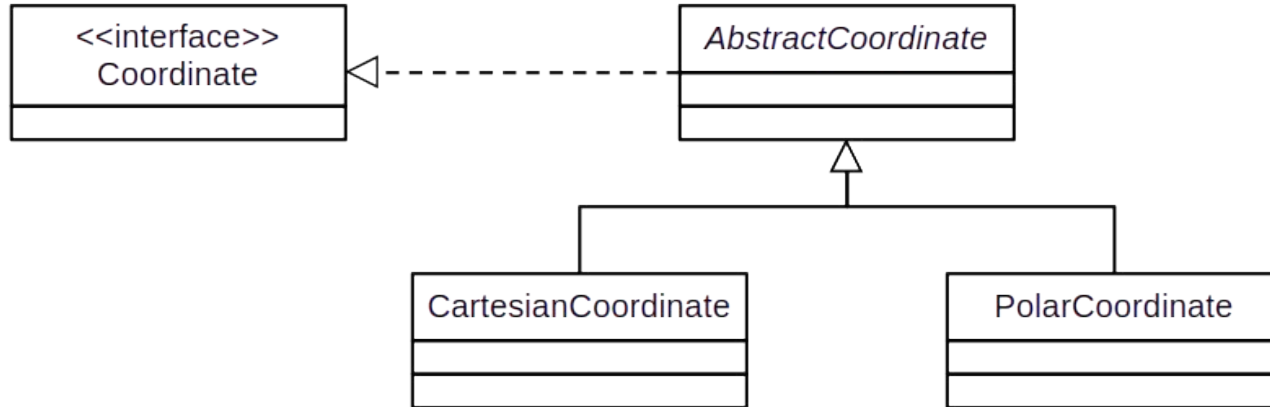 <<interface>>
Coordinate
AbstractCoordinate
CartesianCoordinate
PolarCoordinate